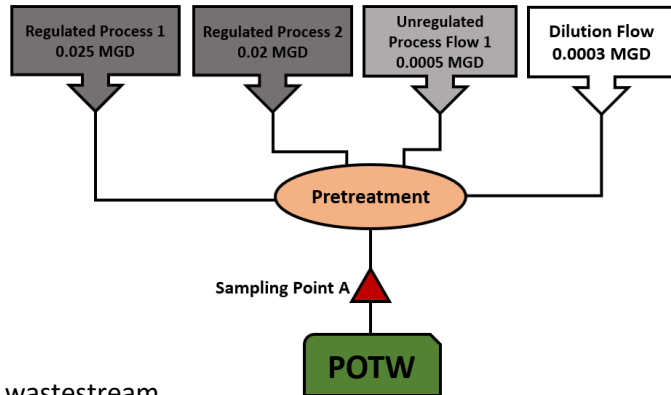 Regulated Process 1
0.025 MGD
Regulated Process 2
0.02 MGD
Unregulated
Process Flow 1
0.0005 MGD
Dilution Flow
0.0003 MGD
Pretreatment
Sampling Point A
POTW
wastestream